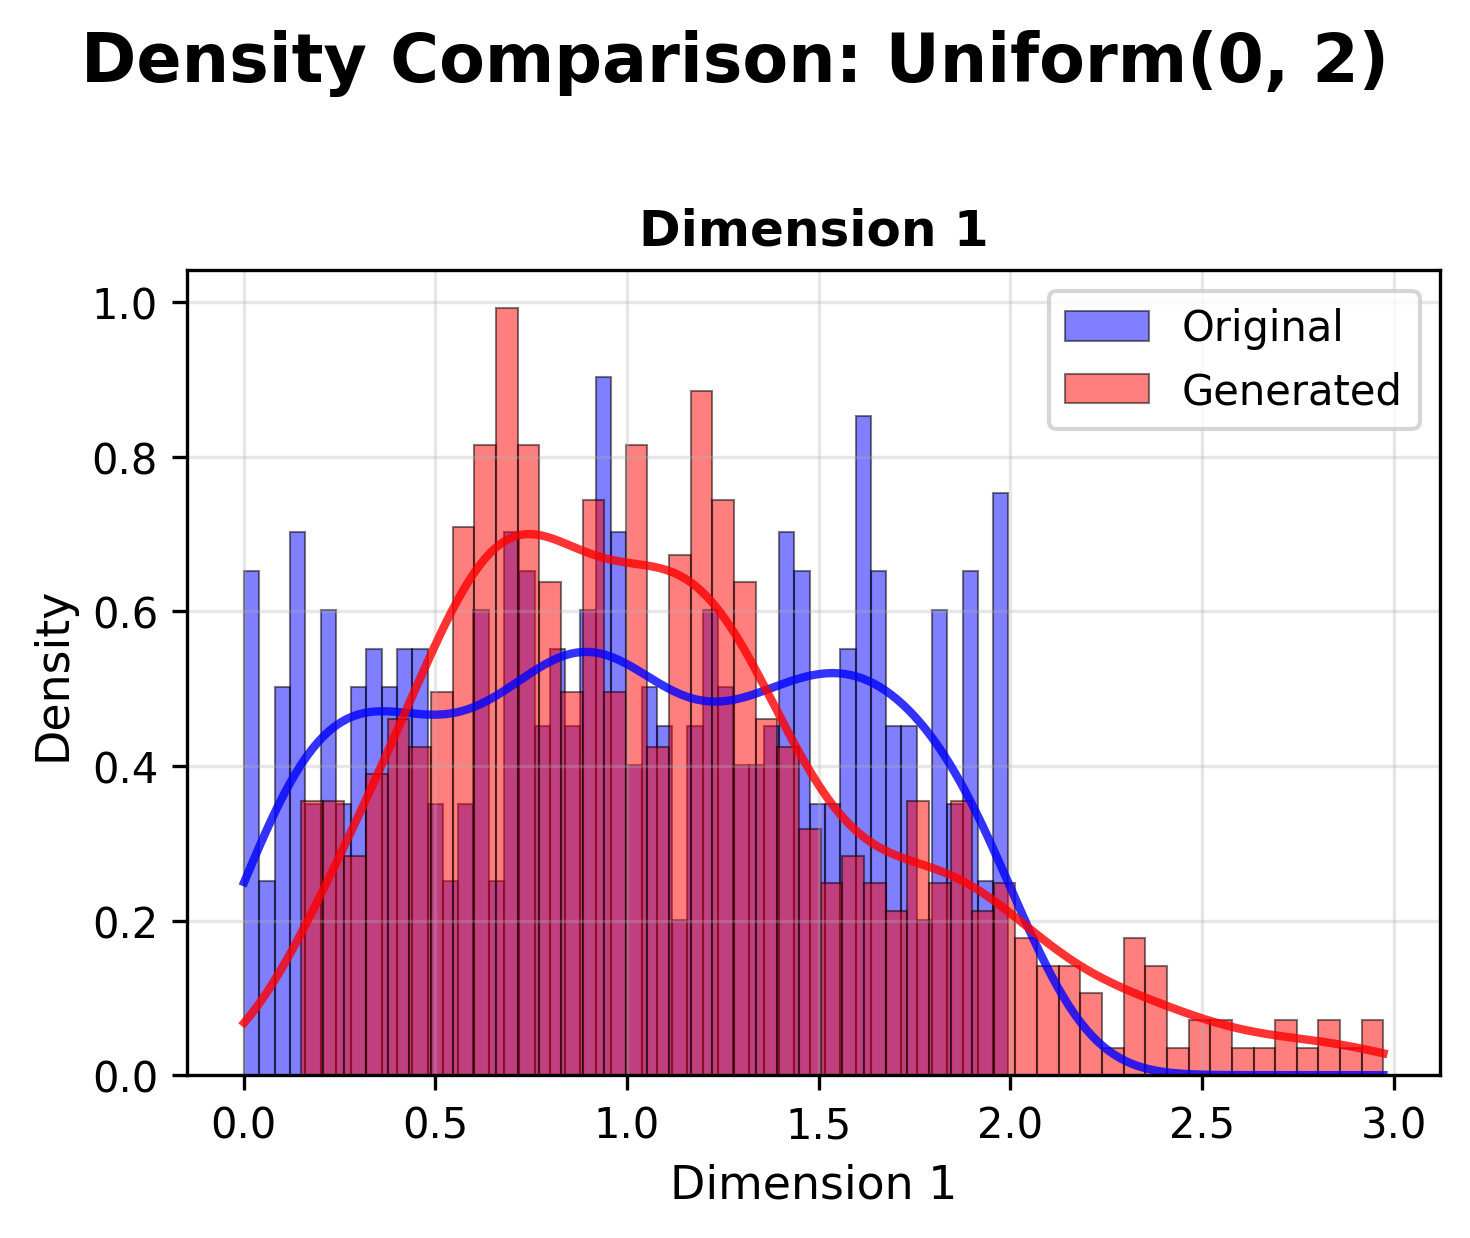 Density Comparison: Uniform(0, 2)
Dimension 1
Original
Generated
Density
1.0
0.8
0.6
0.4
0.2
0.0
0.0 0.5 1.0 1.5 2.0 2.5 3.0
Dimension 1